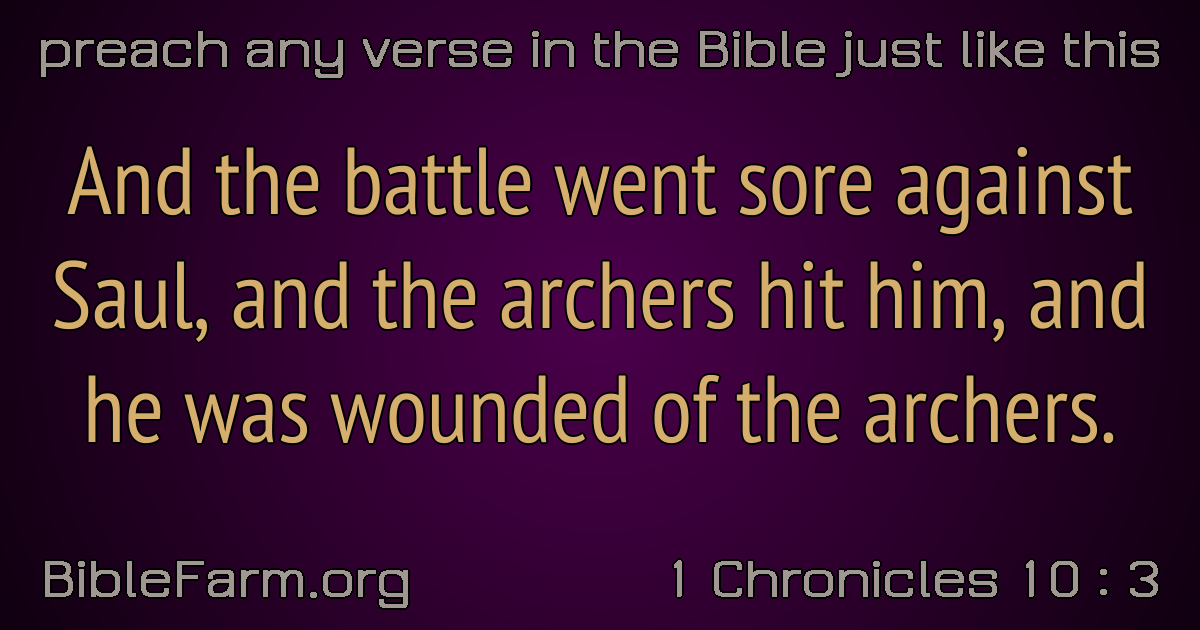 preach any verse in the Bible just like this
And the battle went sore against
Saul, and the archers hit him, and
he was wounded of the archers.
BibleFarm.org
1 Chronicles 10 : 3